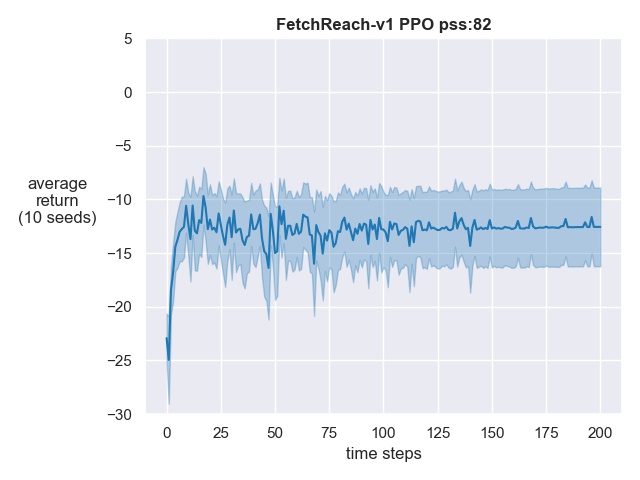 FetchReach-v1 PPO pss:82
5
0
−5
−10
−15
−20
−25
−30
average
return
(10 seeds)
0 25 50 75 100 125 150 175 200
time steps